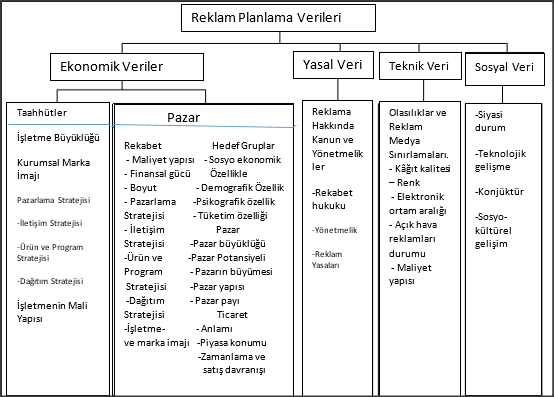 Reklam Planlama Verileri
Ekonomik Veriler
Yasal Veri
Teknik Veri
Sosyal Veri
Taahhütler
İşletme Büyüklüğü
Kurumsal Marka
İmajı
Pazarlama Stratejisi
-İletişim Stratejisi
-Ürün ve Program
Stratejisi
-Dağıtım Stratejisi
İşletmenin Mali
Yapısı
Pazar
Rekabet
- Maliyet yapısı
- Finansal gücü
- Boyut
- Pazarlama
Stratejisi
- İletişim
Stratejisi
-Ürün ve
Program
Stratejisi
-Dağıtım
Stratejisi
-İşletme-
ve marka imajı
Hedef Gruplar
- Sosyo ekonomik
Özellikle
- Demografik Özellik
-Psikografik özellik
- Tüketim özelliği
Pazar
-Pazar büyüklüğü
-Pazar Potansiyeli
- Pazarın büyümesi
-Pazar yapısı
- Pazar payı
Ticaret
- Anlamı
-Piyasa konumu
-Zamanlama ve
satış davranışı
Reklama
Hakkında
Kanun ve
Yönetmelik
ler
-Rekabet
hukuku
-Yönetmelik
-Reklam
Yasaları
Olasılıklar ve
Reklam
Medya
Sınırlamaları.
- Kâğıt kalitesi
– Renk
- Elektronik
ortam aralığı
- Açık hava
reklamları
durumu
- Maliyet
yapısı
-Siyasi
durum
-Teknolojik
gelişme
-Konjüktür
-Sosyo-
kültürel
gelişim